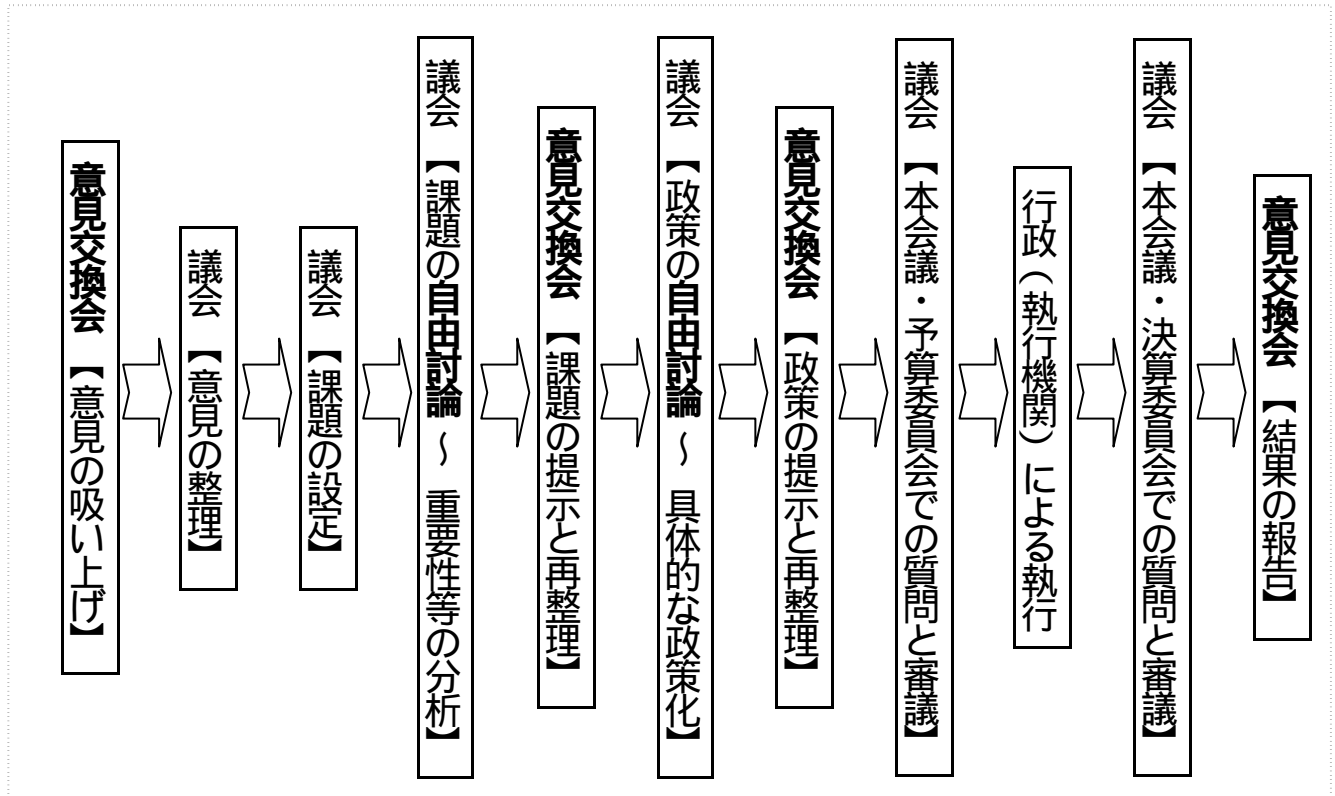 意見交換会 【意見の吸い上げ】
議会 【意見の整理】
議会 【課題の設定】
議会 【課題の自由討論 ～ 重要性等の分析】
意見交換会 【課題の提示と再整理】
議会 【政策の自由討論 ～ 具体的な政策化】
意見交換会 【政策の提示と再整理】
議会 【本会議・予算委員会での質問と審議】
行政(執行機関)による執行
議会 【本会議・決算委員会での質問と審議】
意見交換会 【結果の報告】